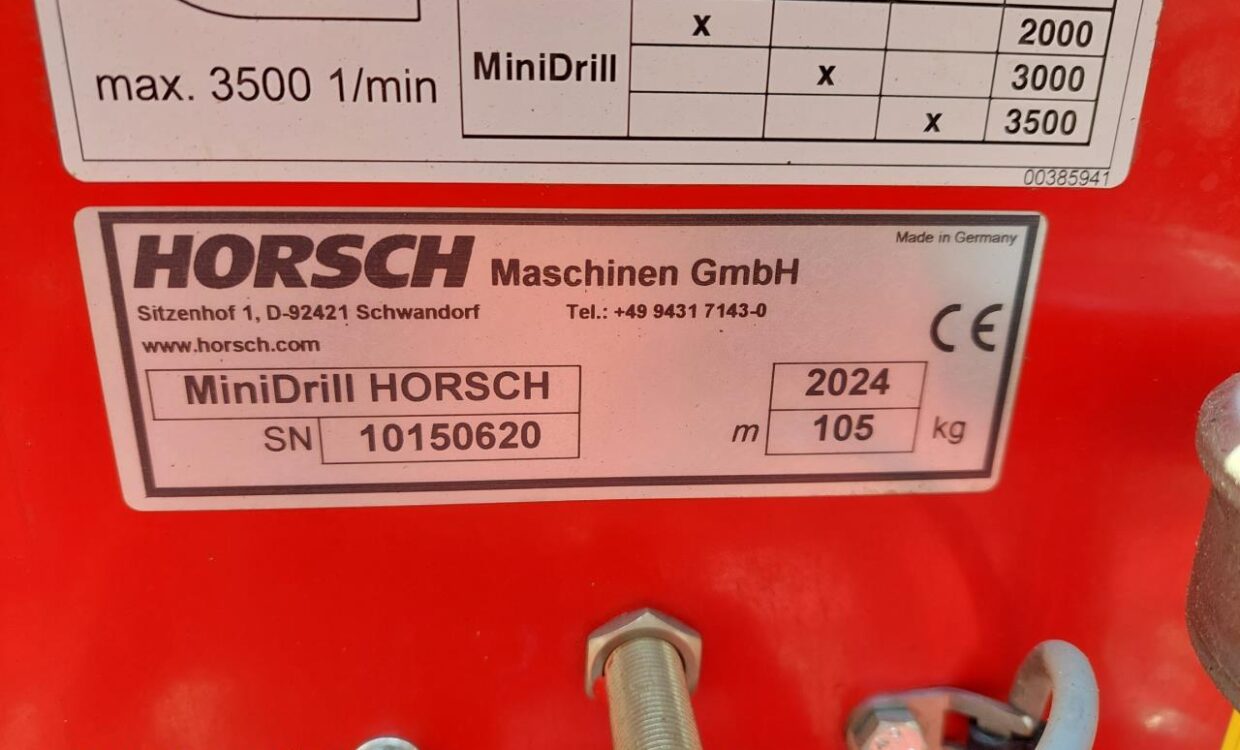 x 2000
max. 3500 1/min MiniDrill x 3000
x 3500
00385941
HORSCH Maschinen GmbH Made in Germany
Sitzenhof 1, D-92421 Schwandorf Tel.: +49 9431 7143-0
www.horsch.com CE
MiniDrill HORSCH 2024
SN 10150620 m 105 kg